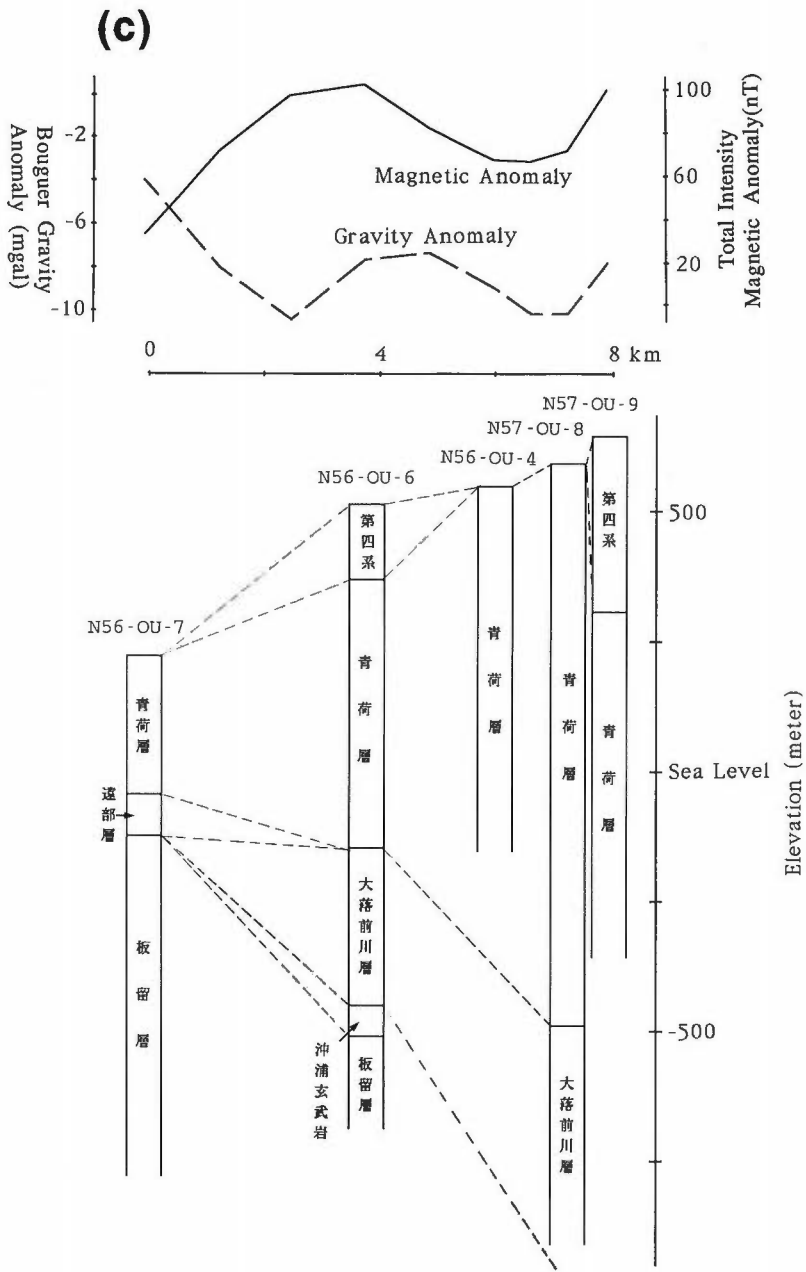 (c)
Bouguer Gravity
Anomaly (mgal)
-2
-6
-10
Magnetic Anomaly
Gravity Anomaly
100
60
20
Total Intensity
Magnetic Anomaly(nT)
0
4
8 km
N57-OU-9
N57-OU-8
N56-OU-4
N56-OU-6
N56-OU-7
第四系
第四系
500
青荷層
青荷層
青荷層
青荷層
青荷層
Sea Level
Elevation (meter)
遠部層
大落前川層
板留層
-500
沖浦玄武岩
板留層
大落前川層